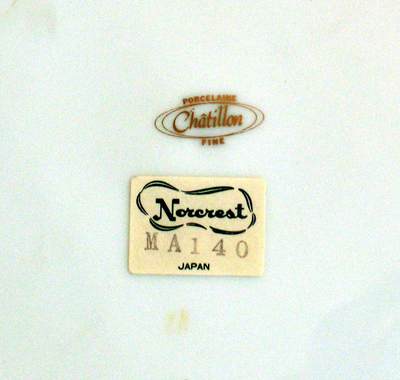 PORCELAINE
Châtillon
FINE
Norcrest
MA140
JAPAN